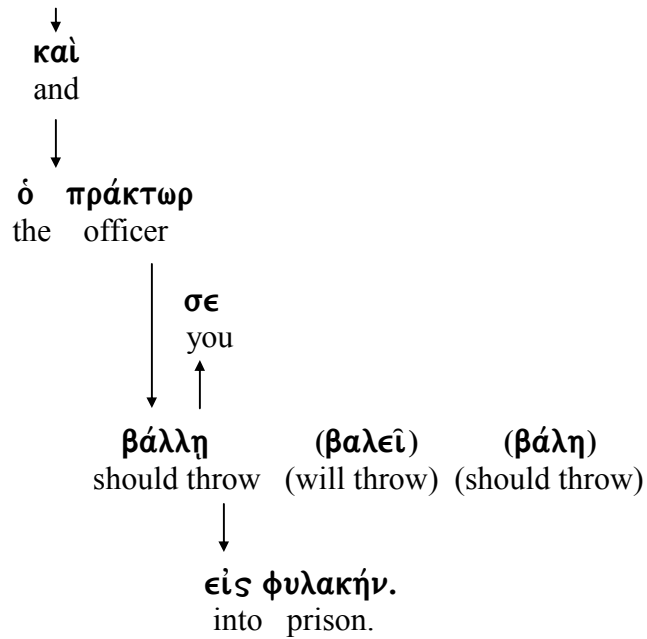 καὶ
and
ὁ πράκτωρ
the officer
σε
you
βάλλῃ (βαλεῖ) (βάλη)
should throw (will throw) (should throw)
εἰς φυλακήν.
into prison.